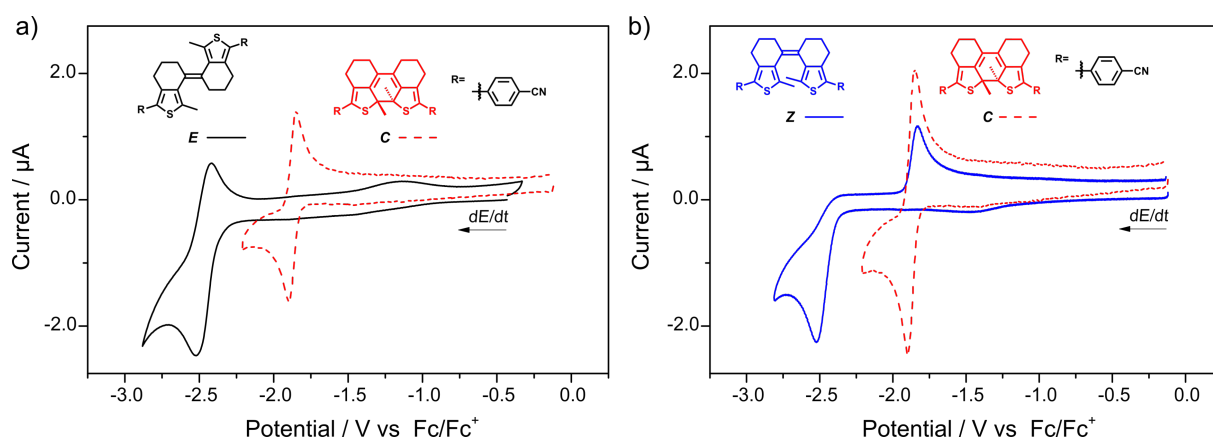 a)
S
R
R
S
E
R
S
S
R
C
R=
CN
2.0
0.0
-2.0
Current / µA
dE/dt
-3.0 -2.5 -2.0 -1.5 -1.0 -0.5 0.0
Potential / V vs Fc/Fc⁺
b)
R
S
S
R
Z
R
S
S
R
C
R=
CN
2.0
0.0
-2.0
Current / µA
dE/dt
-3.0 -2.5 -2.0 -1.5 -1.0 -0.5 0.0
Potential / V vs Fc/Fc⁺